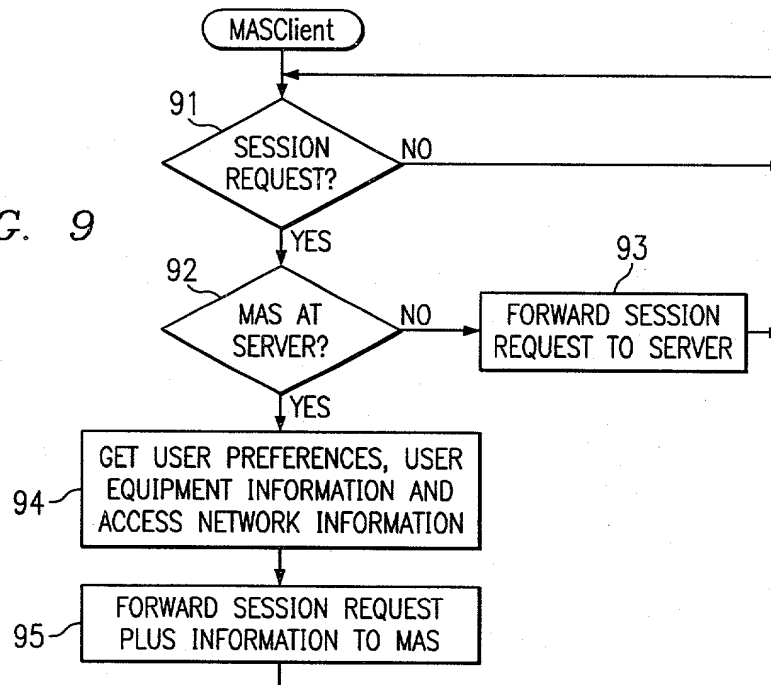 MASClient
91
SESSION
REQUEST?
NO
G. 9
YES
92
MAS AT
SERVER?
NO
93
FORWARD SESSION
REQUEST TO SERVER
YES
94
GET USER PREFERENCES, USER
EQUIPMENT INFORMATION AND
ACCESS NETWORK INFORMATION
95
FORWARD SESSION REQUEST
PLUS INFORMATION TO MAS